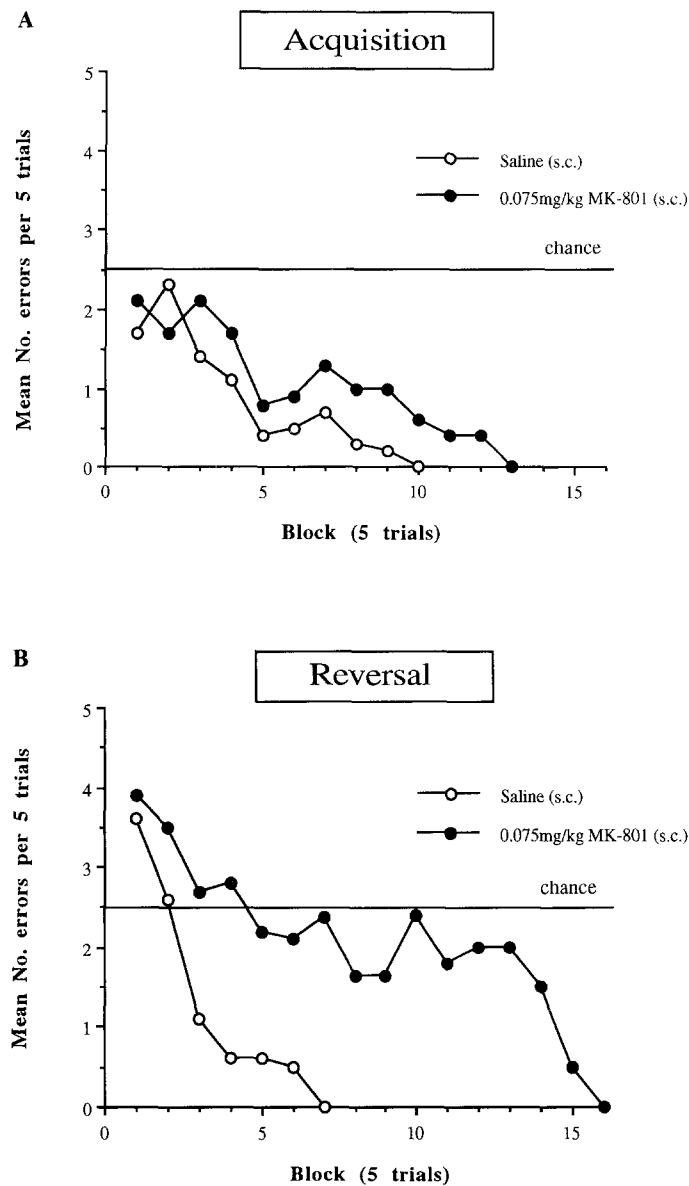 A
Acquisition
5
4
3
2
1
0
Mean No. errors per 5 trials
Saline (s.c.)
0.075mg/kg MK-801 (s.c.)
chance
0 5 10 15
Block (5 trials)
B
Reversal
5
4
3
2
1
0
Mean No. errors per 5 trials
Saline (s.c.)
0.075mg/kg MK-801 (s.c.)
chance
0 5 10 15
Block (5 trials)